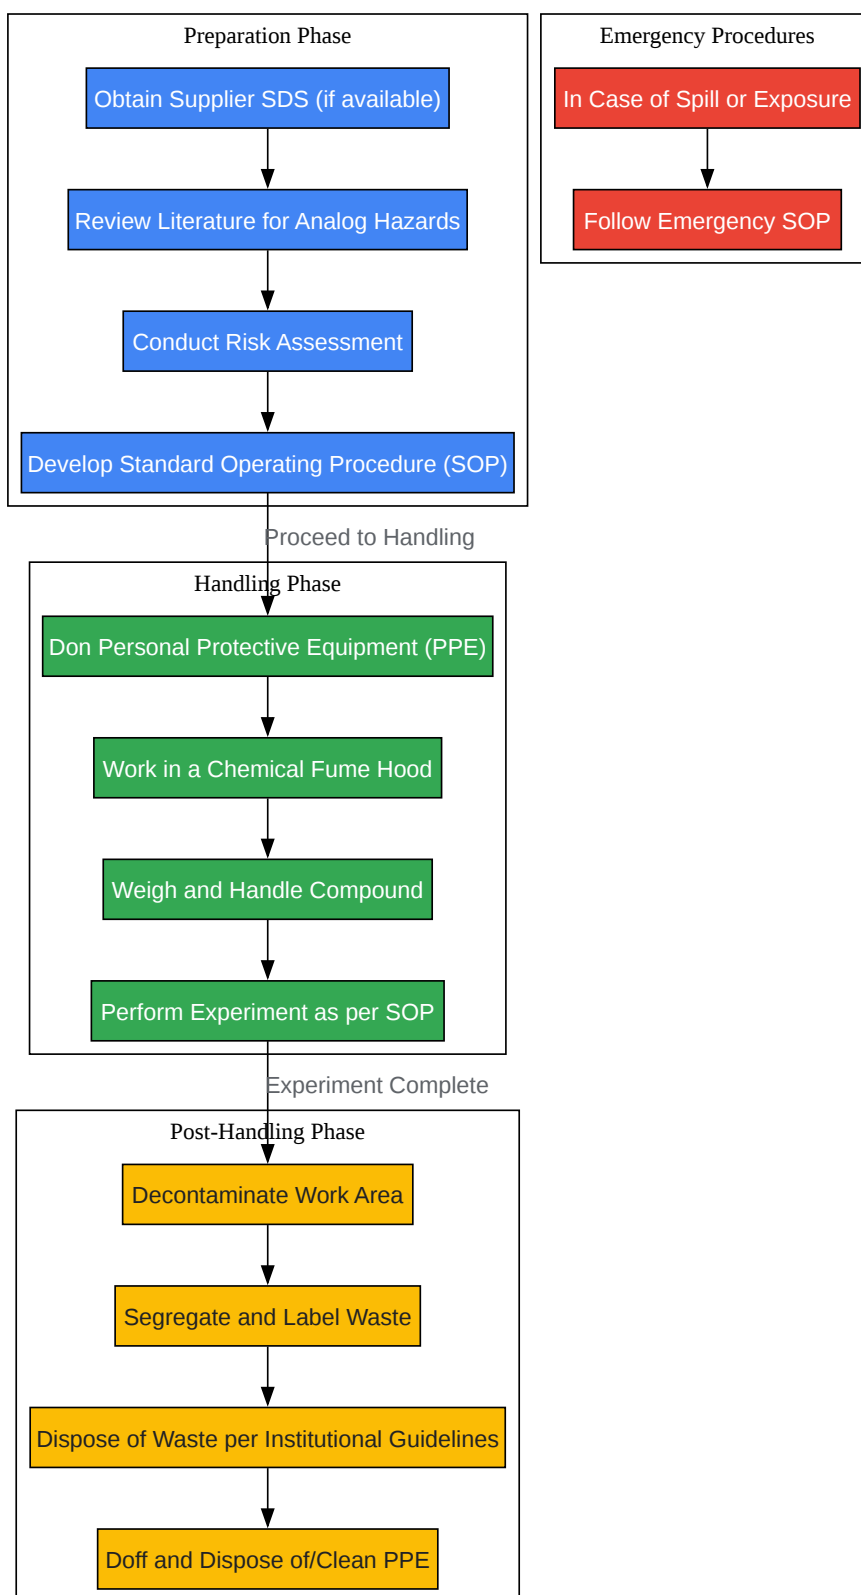 Preparation Phase
Obtain Supplier SDS (if available)
Review Literature for Analog Hazards
Conduct Risk Assessment
Develop Standard Operating Procedure (SOP)
Proceed to Handling
Handling Phase
Don Personal Protective Equipment (PPE)
Work in a Chemical Fume Hood
Weigh and Handle Compound
Perform Experiment as per SOP
Experiment Complete
Post-Handling Phase
Decontaminate Work Area
Segregate and Label Waste
Dispose of Waste per Institutional Guidelines
Doff and Dispose of/Clean PPE
Emergency Procedures
In Case of Spill or Exposure
Follow Emergency SOP